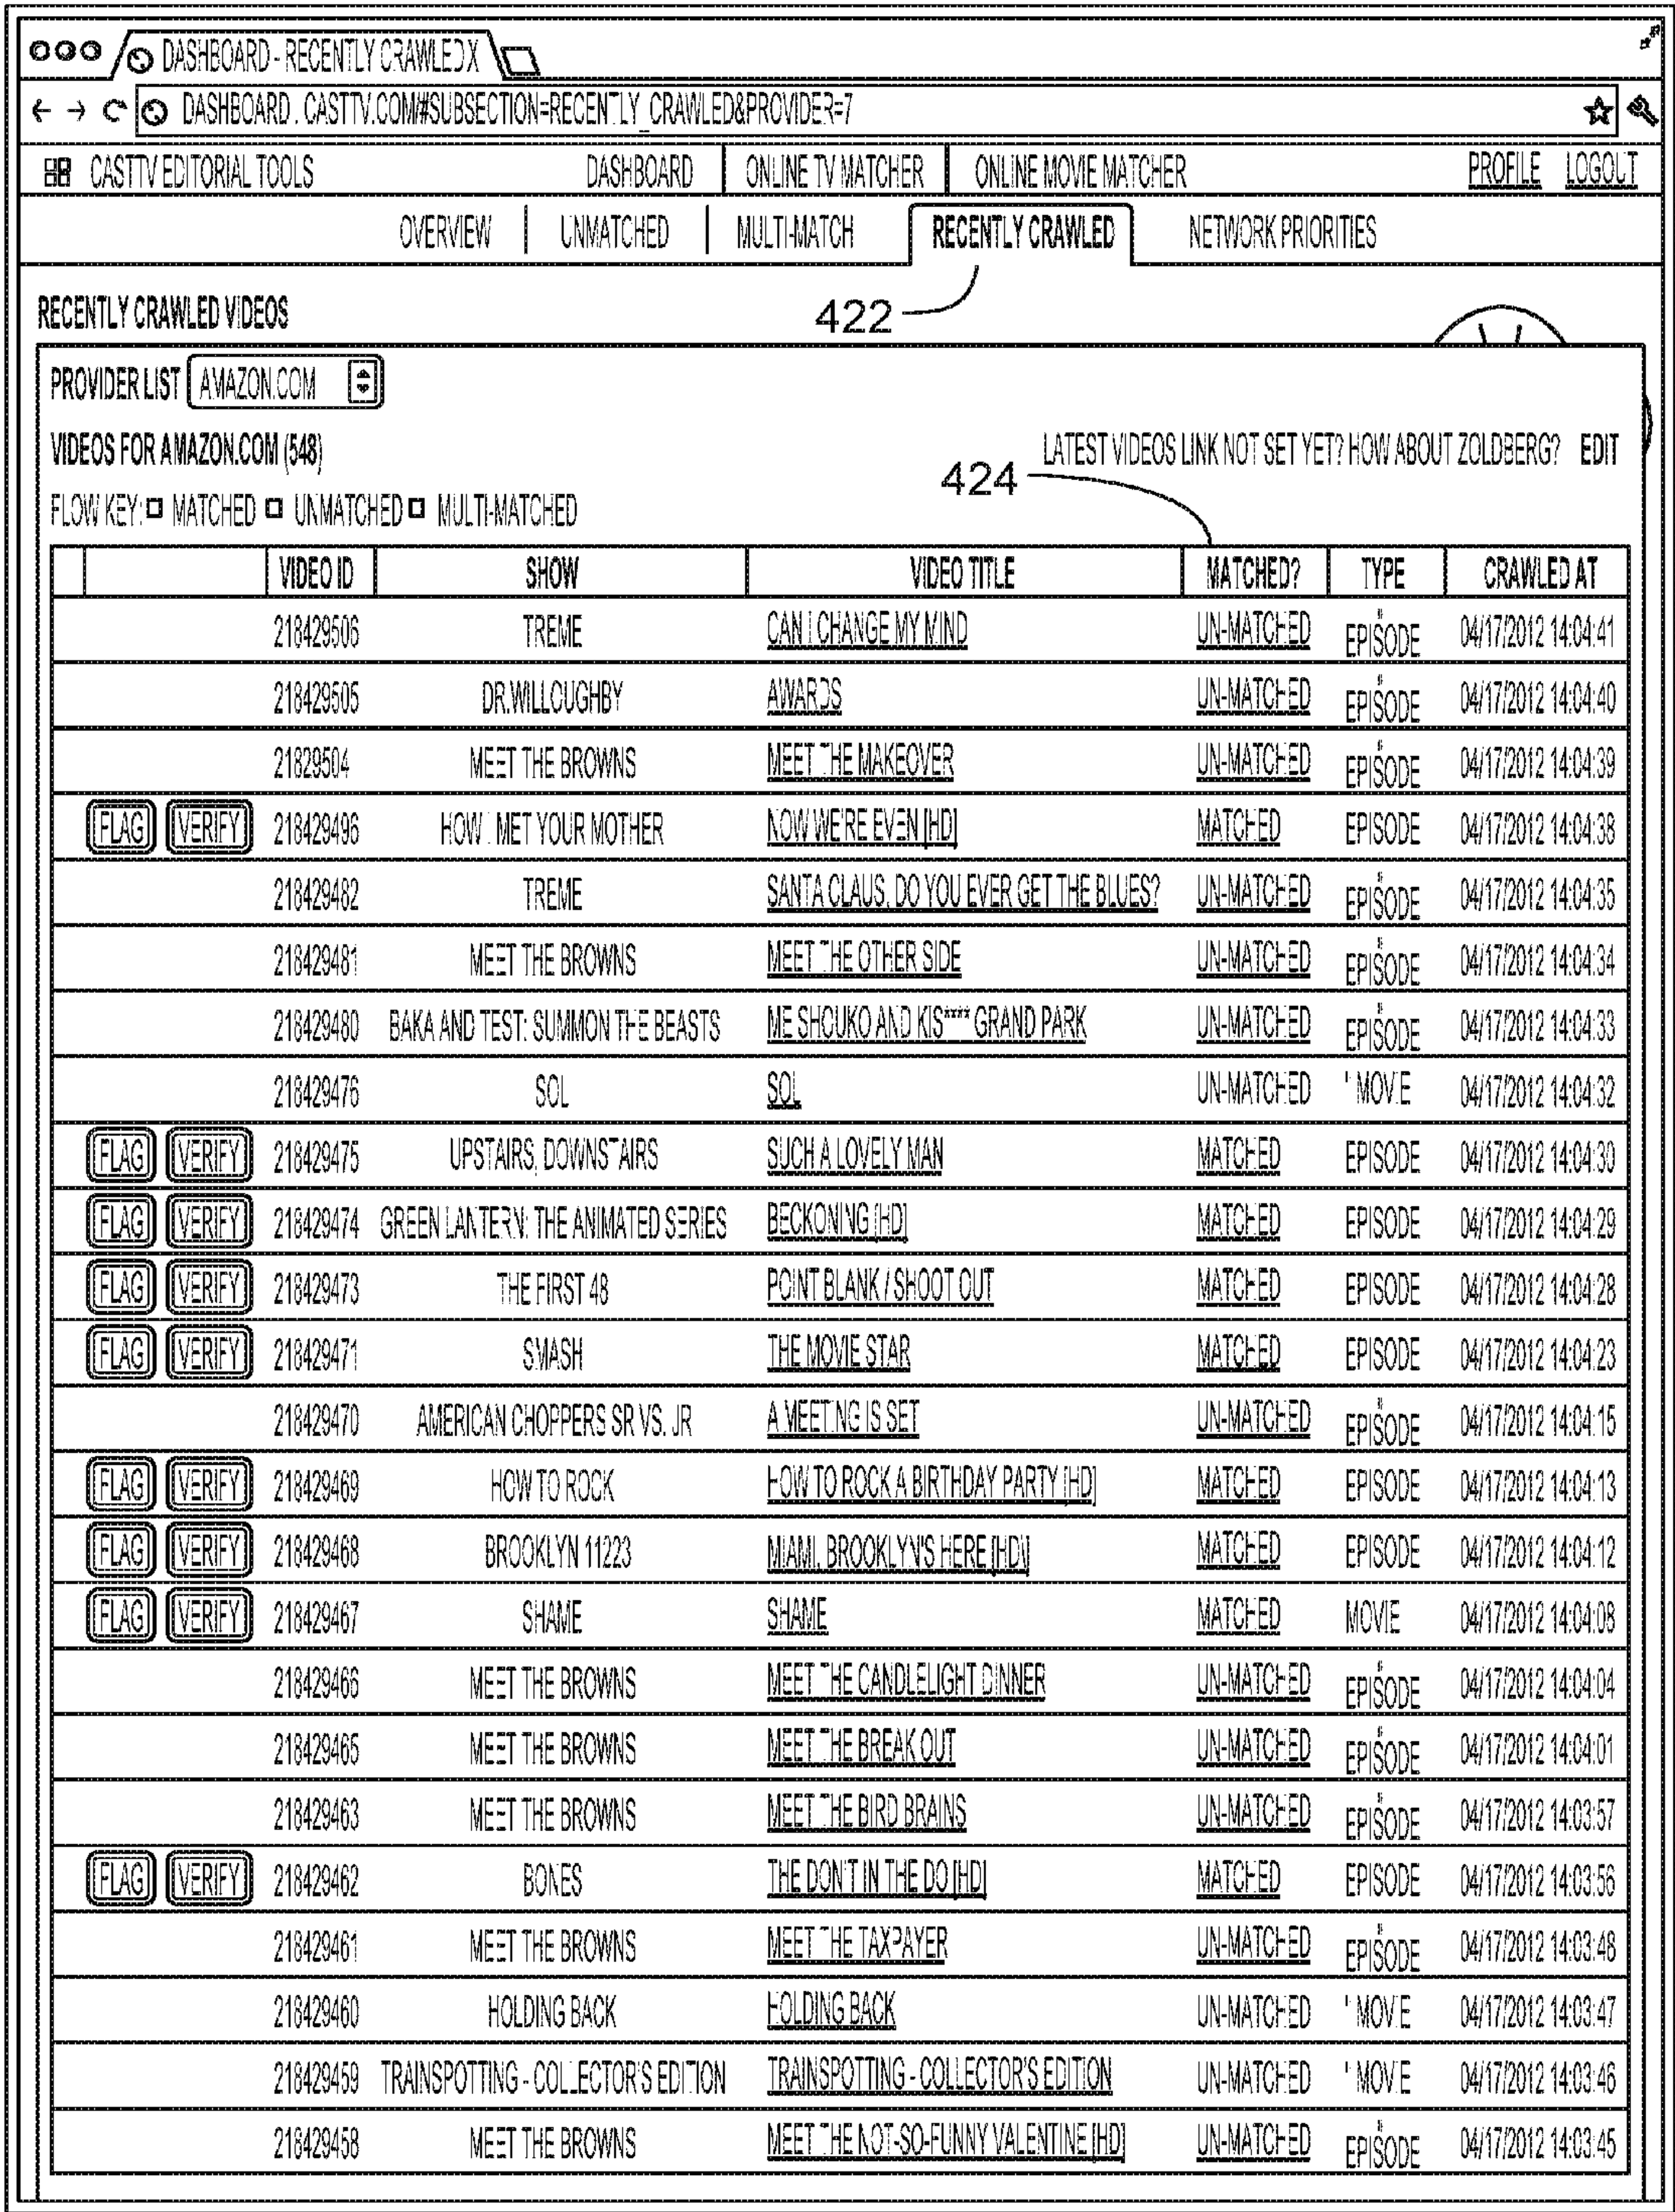 DASHBOARD - RECENTLY CRAWLED X
DASHBOARD . CASTTV.COM/#SUBSECTION=RECENTLY_CRAWLED&PROVIDER=7
CASTTV EDITORIAL TOOLS DASHBOARD ONLINE TV MATCHER ONLINE MOVIE MATCHER PROFILE LOGOUT
OVERVIEW UNMATCHED MULTI-MATCH RECENTLY CRAWLED NETWORK PRIORITIES
422
RECENTLY CRAWLED VIDEOS
PROVIDER LIST AMAZON.COM
VIDEOS FOR AMAZON.COM (548) LATEST VIDEOS LINK NOT SET YET? HOW ABOUT ZOLDBERG? EDIT
424
FLOW KEY: MATCHED UNMATCHED MULTI-MATCHED
VIDEO ID SHOW VIDEO TITLE MATCHED? TYPE CRAWLED AT
218429506 TREME CAN I CHANGE MY MIND UN-MATCHED EPISODE 04/17/2012 14:04:41
218429505 DR.WILLOUGHBY AWARDS UN-MATCHED EPISODE 04/17/2012 14:04:40
21829504 MEET THE BROWNS MEET THE MAKEOVER UN-MATCHED EPISODE 04/17/2012 14:04:39
FLAG VERIFY 218429496 HOW I MET YOUR MOTHER NOW WE'RE EVEN [HD] MATCHED EPISODE 04/17/2012 14:04:38
218429482 TREME SANTA CLAUS, DO YOU EVER GET THE BLUES? UN-MATCHED EPISODE 04/17/2012 14:04:35
218429481 MEET THE BROWNS MEET THE OTHER SIDE UN-MATCHED EPISODE 04/17/2012 14:04:34
218429480 BAKA AND TEST: SUMMON THE BEASTS ME SHOUKO AND KIS**** GRAND PARK UN-MATCHED EPISODE 04/17/2012 14:04:33
218429476 SOL SOL UN-MATCHED * MOVIE 04/17/2012 14:04:32
FLAG VERIFY 218429475 UPSTAIRS, DOWNSTAIRS SUCH A LOVELY MAN MATCHED EPISODE 04/17/2012 14:04:30
FLAG VERIFY 218429474 GREEN LANTERN: THE ANIMATED SERIES BECKONING [HD] MATCHED EPISODE 04/17/2012 14:04:29
FLAG VERIFY 218429473 THE FIRST 48 POINT BLANK / SHOOT OUT MATCHED EPISODE 04/17/2012 14:04:28
FLAG VERIFY 218429471 SMASH THE MOVIE STAR MATCHED EPISODE 04/17/2012 14:04:23
218429470 AMERICAN CHOPPERS SR VS. JR A MEETING IS SET UN-MATCHED EPISODE 04/17/2012 14:04:15
FLAG VERIFY 218429469 HOW TO ROCK HOW TO ROCK A BIRTHDAY PARTY [HD] MATCHED EPISODE 04/17/2012 14:04:13
FLAG VERIFY 218429468 BROOKLYN 11223 MIAMI, BROOKLYN'S HERE [HD\] MATCHED EPISODE 04/17/2012 14:04:12
FLAG VERIFY 218429467 SHAME SHAME MATCHED MOVIE 04/17/2012 14:04:08
218429466 MEET THE BROWNS MEET THE CANDLELIGHT DINNER UN-MATCHED EPISODE 04/17/2012 14:04:04
218429465 MEET THE BROWNS MEET THE BREAK OUT UN-MATCHED EPISODE 04/17/2012 14:04:01
218429463 MEET THE BROWNS MEET THE BIRD BRAINS UN-MATCHED EPISODE 04/17/2012 14:03:57
FLAG VERIFY 218429462 BONES THE DON'T IN THE DO [HD] MATCHED EPISODE 04/17/2012 14:03:56
218429461 MEET THE BROWNS MEET THE TAXPAYER UN-MATCHED EPISODE 04/17/2012 14:03:48
218429460 HOLDING BACK HOLDING BACK UN-MATCHED * MOVIE 04/17/2012 14:03:47
218429459 TRAINSPOTTING - COLLECTOR'S EDITION TRAINSPOTTING - COLLECTOR'S EDITION UN-MATCHED * MOVIE 04/17/2012 14:03:46
218429458 MEET THE BROWNS MEET THE NOT-SO-FUNNY VALENTINE [HD] UN-MATCHED EPISODE 04/17/2012 14:03:45